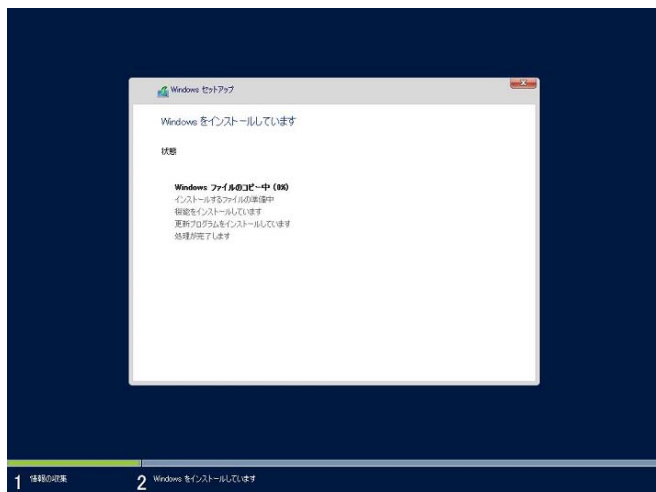 Windows セットアップ
Windows をインストールしています
状態
Windows ファイルのコピー中 (0%)
インストールするファイルの準備中
機能をインストールしています
更新プログラムをインストールしています
処理が完了します
1 情報の収集
2 Windows をインストールしています